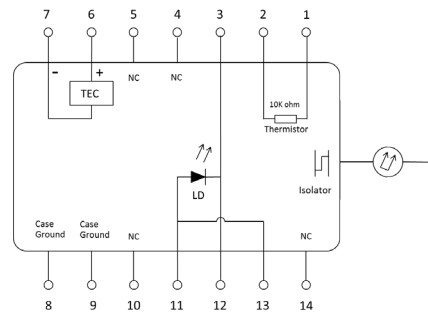 7 6 5 4 3 2 1
- + NC NC
TEC
10K ohm
Thermistor
LD
Isolator
Case Ground
Case Ground
NC
NC
8 9 10 11 12 13 14